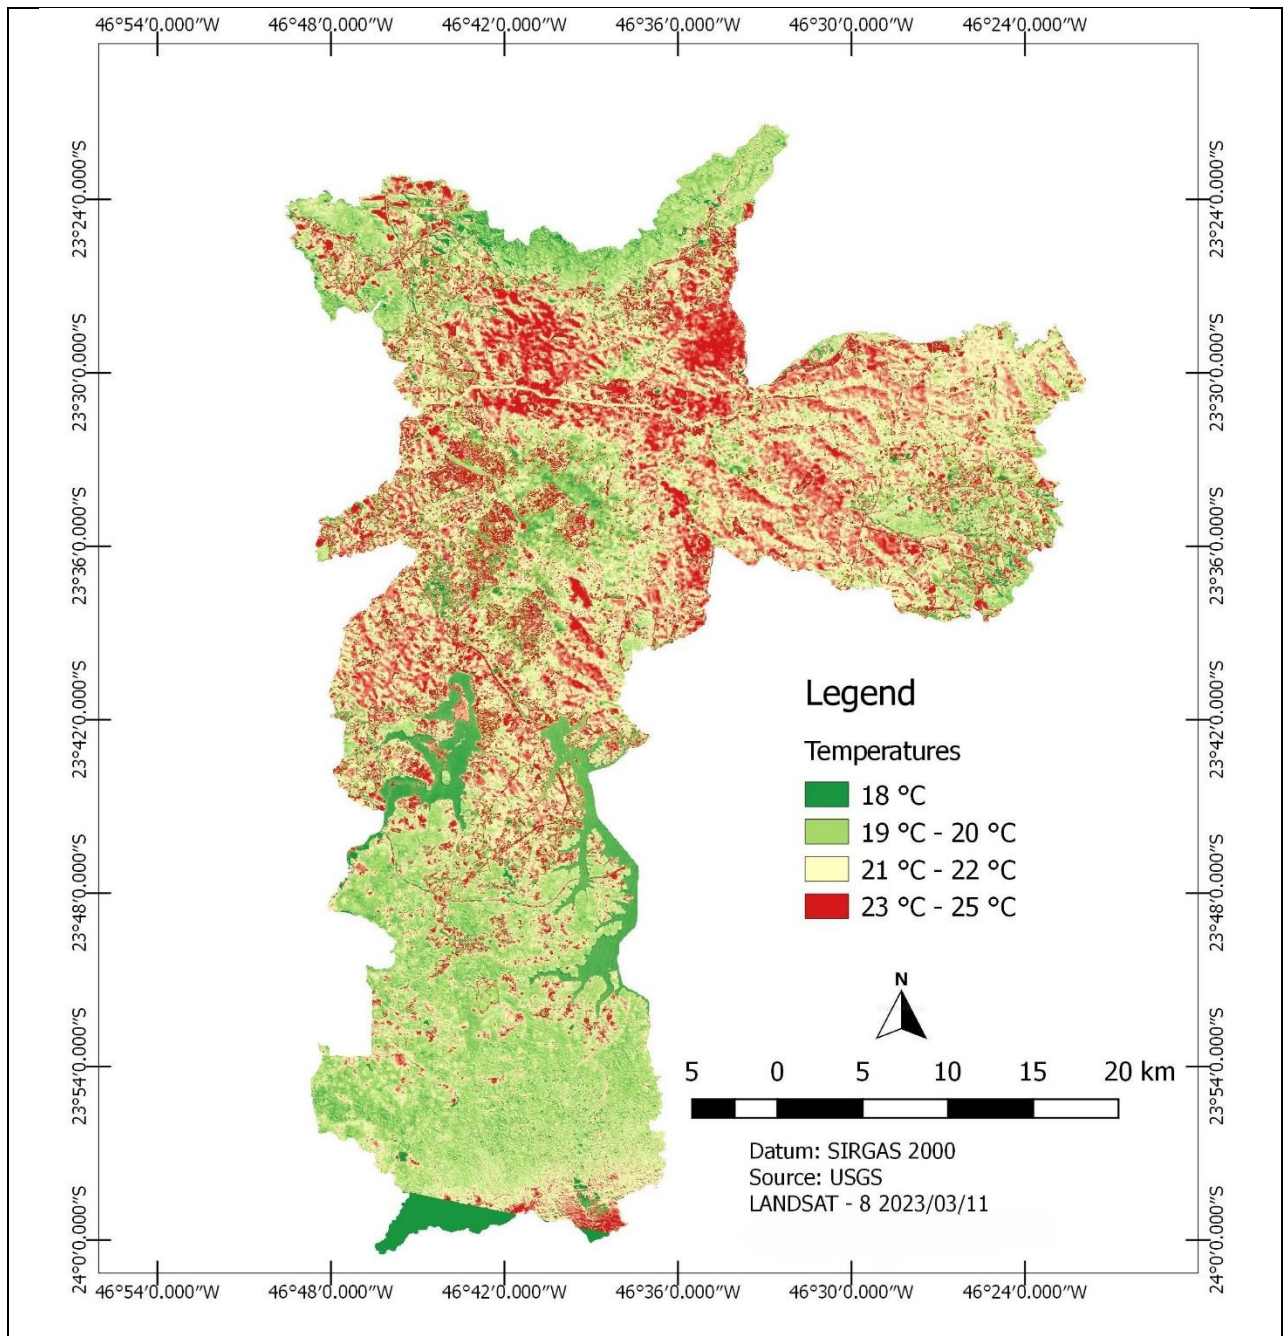 46°54′0.000″W 46°48′0.000″W 46°42′0.000″W 46°36′0.000″W 46°30′0.000″W 46°24′0.000″W
23°24′0.000″S 23°24′0.000″S
23°30′0.000″S 23°30′0.000″S
23°36′0.000″S 23°36′0.000″S
23°42′0.000″S 23°42′0.000″S
23°48′0.000″S 23°48′0.000″S
23°54′0.000″S 23°54′0.000″S
24°0′0.000″S 24°0′0.000″S
Legend
Temperatures
18 °C
19 °C - 20 °C
21 °C - 22 °C
23 °C - 25 °C
N
5 0 5 10 15 20 km
Datum: SIRGAS 2000
Source: USGS
LANDSAT - 8 2023/03/11
46°54′0.000″W 46°48′0.000″W 46°42′0.000″W 46°36′0.000″W 46°30′0.000″W 46°24′0.000″W